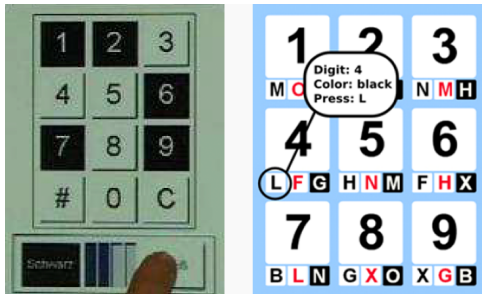 1 2 3
4 5 6
7 8 9
# 0 C
Schwarz
1 2 3
Digit: 4
Color: black
Press: L
M O N M H
4 5 6
L F G H N M F H X
7 8 9
B L N G X O X G B